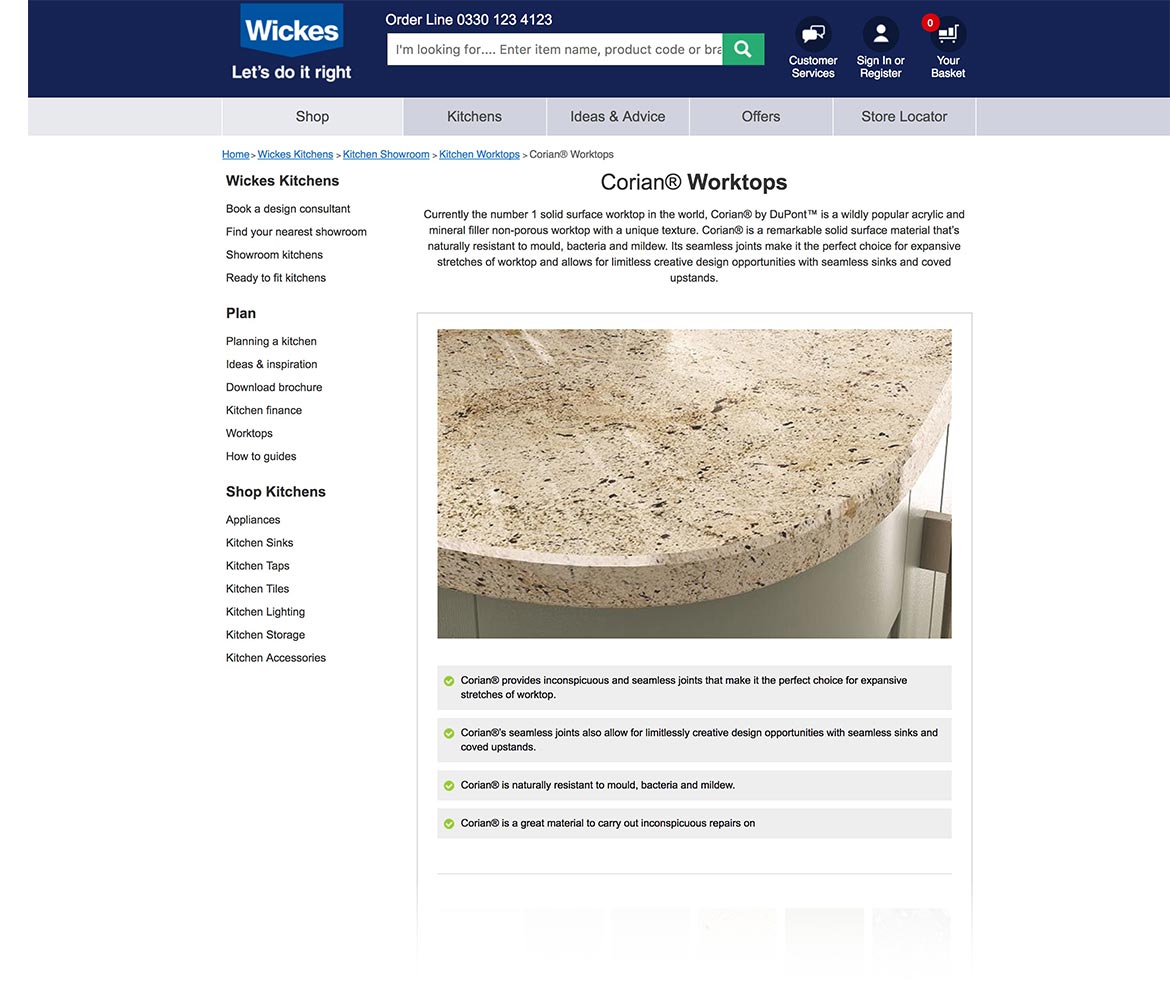 Wickes
Let's do it right
Order Line 0330 123 4123
I'm looking for.... Enter item name, product code or bra
0
Customer Services
Sign In or Register
Your Basket
Shop
Kitchens
Ideas & Advice
Offers
Store Locator
Home > Wickes Kitchens > Kitchen Showroom > Kitchen Worktops > Corian® Worktops
Wickes Kitchens
Book a design consultant
Find your nearest showroom
Showroom kitchens
Ready to fit kitchens
Plan
Planning a kitchen
Ideas & inspiration
Download brochure
Kitchen finance
Worktops
How to guides
Shop Kitchens
Appliances
Kitchen Sinks
Kitchen Taps
Kitchen Tiles
Kitchen Lighting
Kitchen Storage
Kitchen Accessories
Corian® Worktops
Currently the number 1 solid surface worktop in the world, Corian® by DuPont™ is a wildly popular acrylic and
mineral filler non-porous worktop with a unique texture. Corian® is a remarkable solid surface material that's
naturally resistant to mould, bacteria and mildew. Its seamless joints make it the perfect choice for expansive
stretches of worktop and allows for limitless creative design opportunities with seamless sinks and coved
upstands.
Corian® provides inconspicuous and seamless joints that make it the perfect choice for expansive
stretches of worktop.
Corian®'s seamless joints also allow for limitlessly creative design opportunities with seamless sinks and
coved upstands.
Corian® is naturally resistant to mould, bacteria and mildew.
Corian® is a great material to carry out inconspicuous repairs on